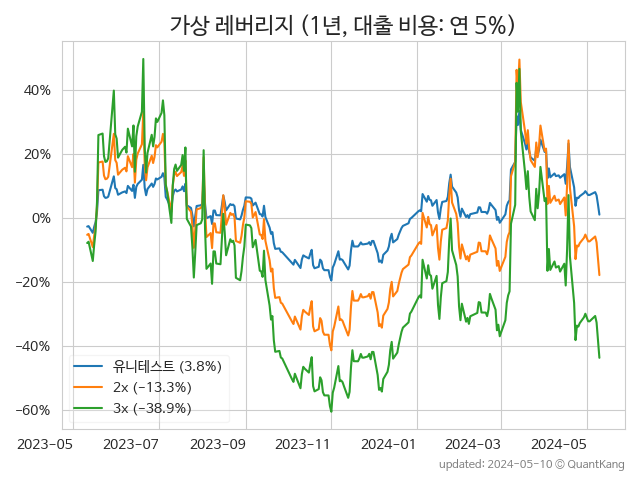 가상 레버리지 (1년, 대출 비용: 연 5%)
40%
20%
0%
−20%
−40%
−60%
유니테스트 (3.8%)
2x (−13.3%)
3x (−38.9%)
2023-05 2023-07 2023-09 2023-11 2024-01 2024-03 2024-05
updated: 2024-05-10 © QuantKang